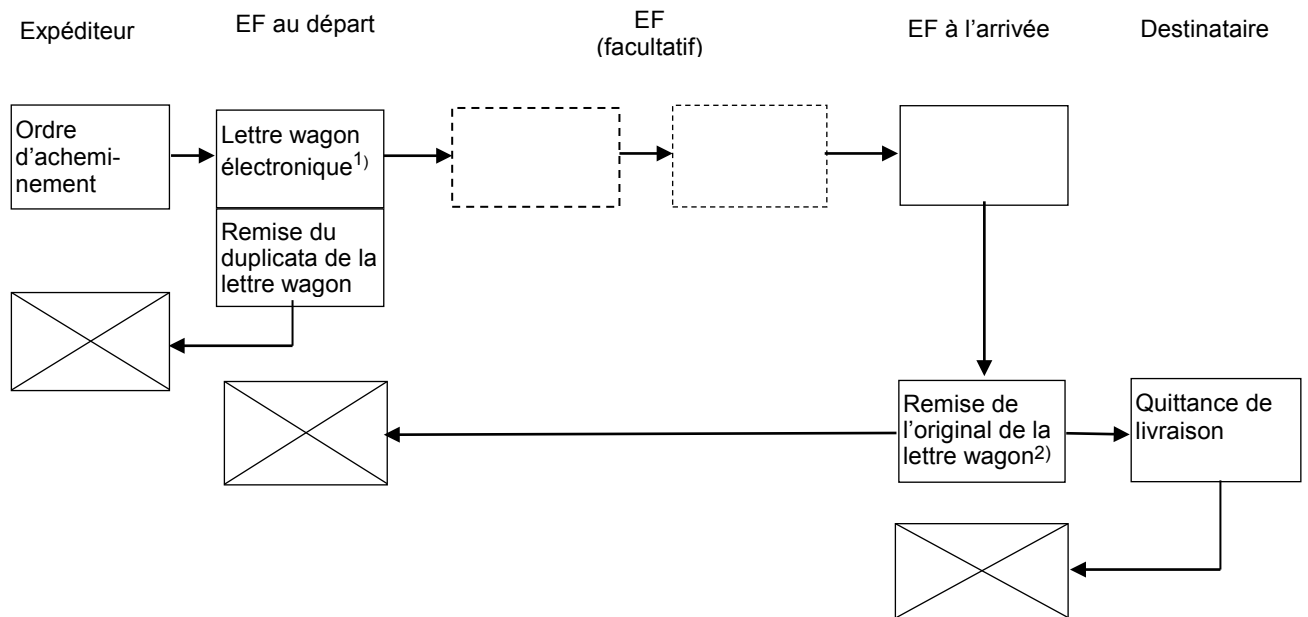 Expéditeur
EF au départ
EF
(facultatif)
EF à l’arrivée
Destinataire
Ordre
d’achemi-
nement
Lettre wagon
électronique1)
Remise du
duplicata de la
lettre wagon
Remise de
l’original de la
lettre wagon2)
Quittance de
livraison